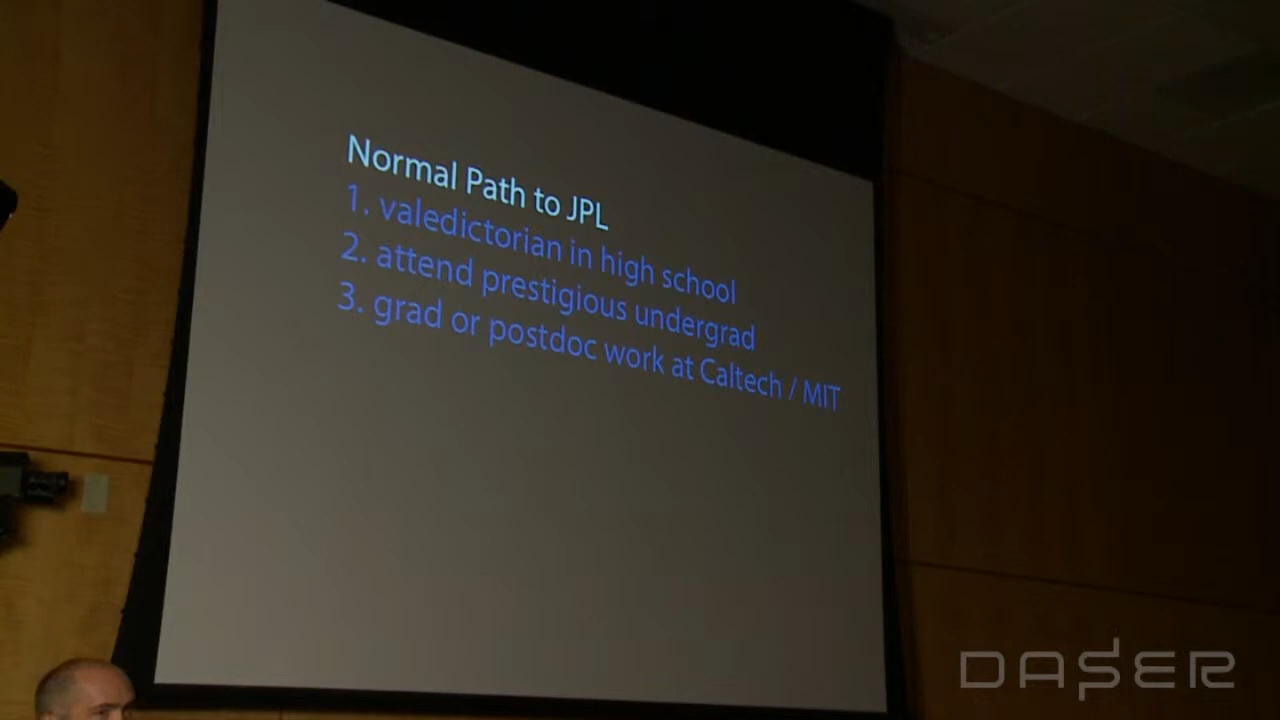 Normal Path to JPL
1. valedictorian in high school
2. attend prestigious undergrad
3. grad or postdoc work at Caltech / MIT
DASER